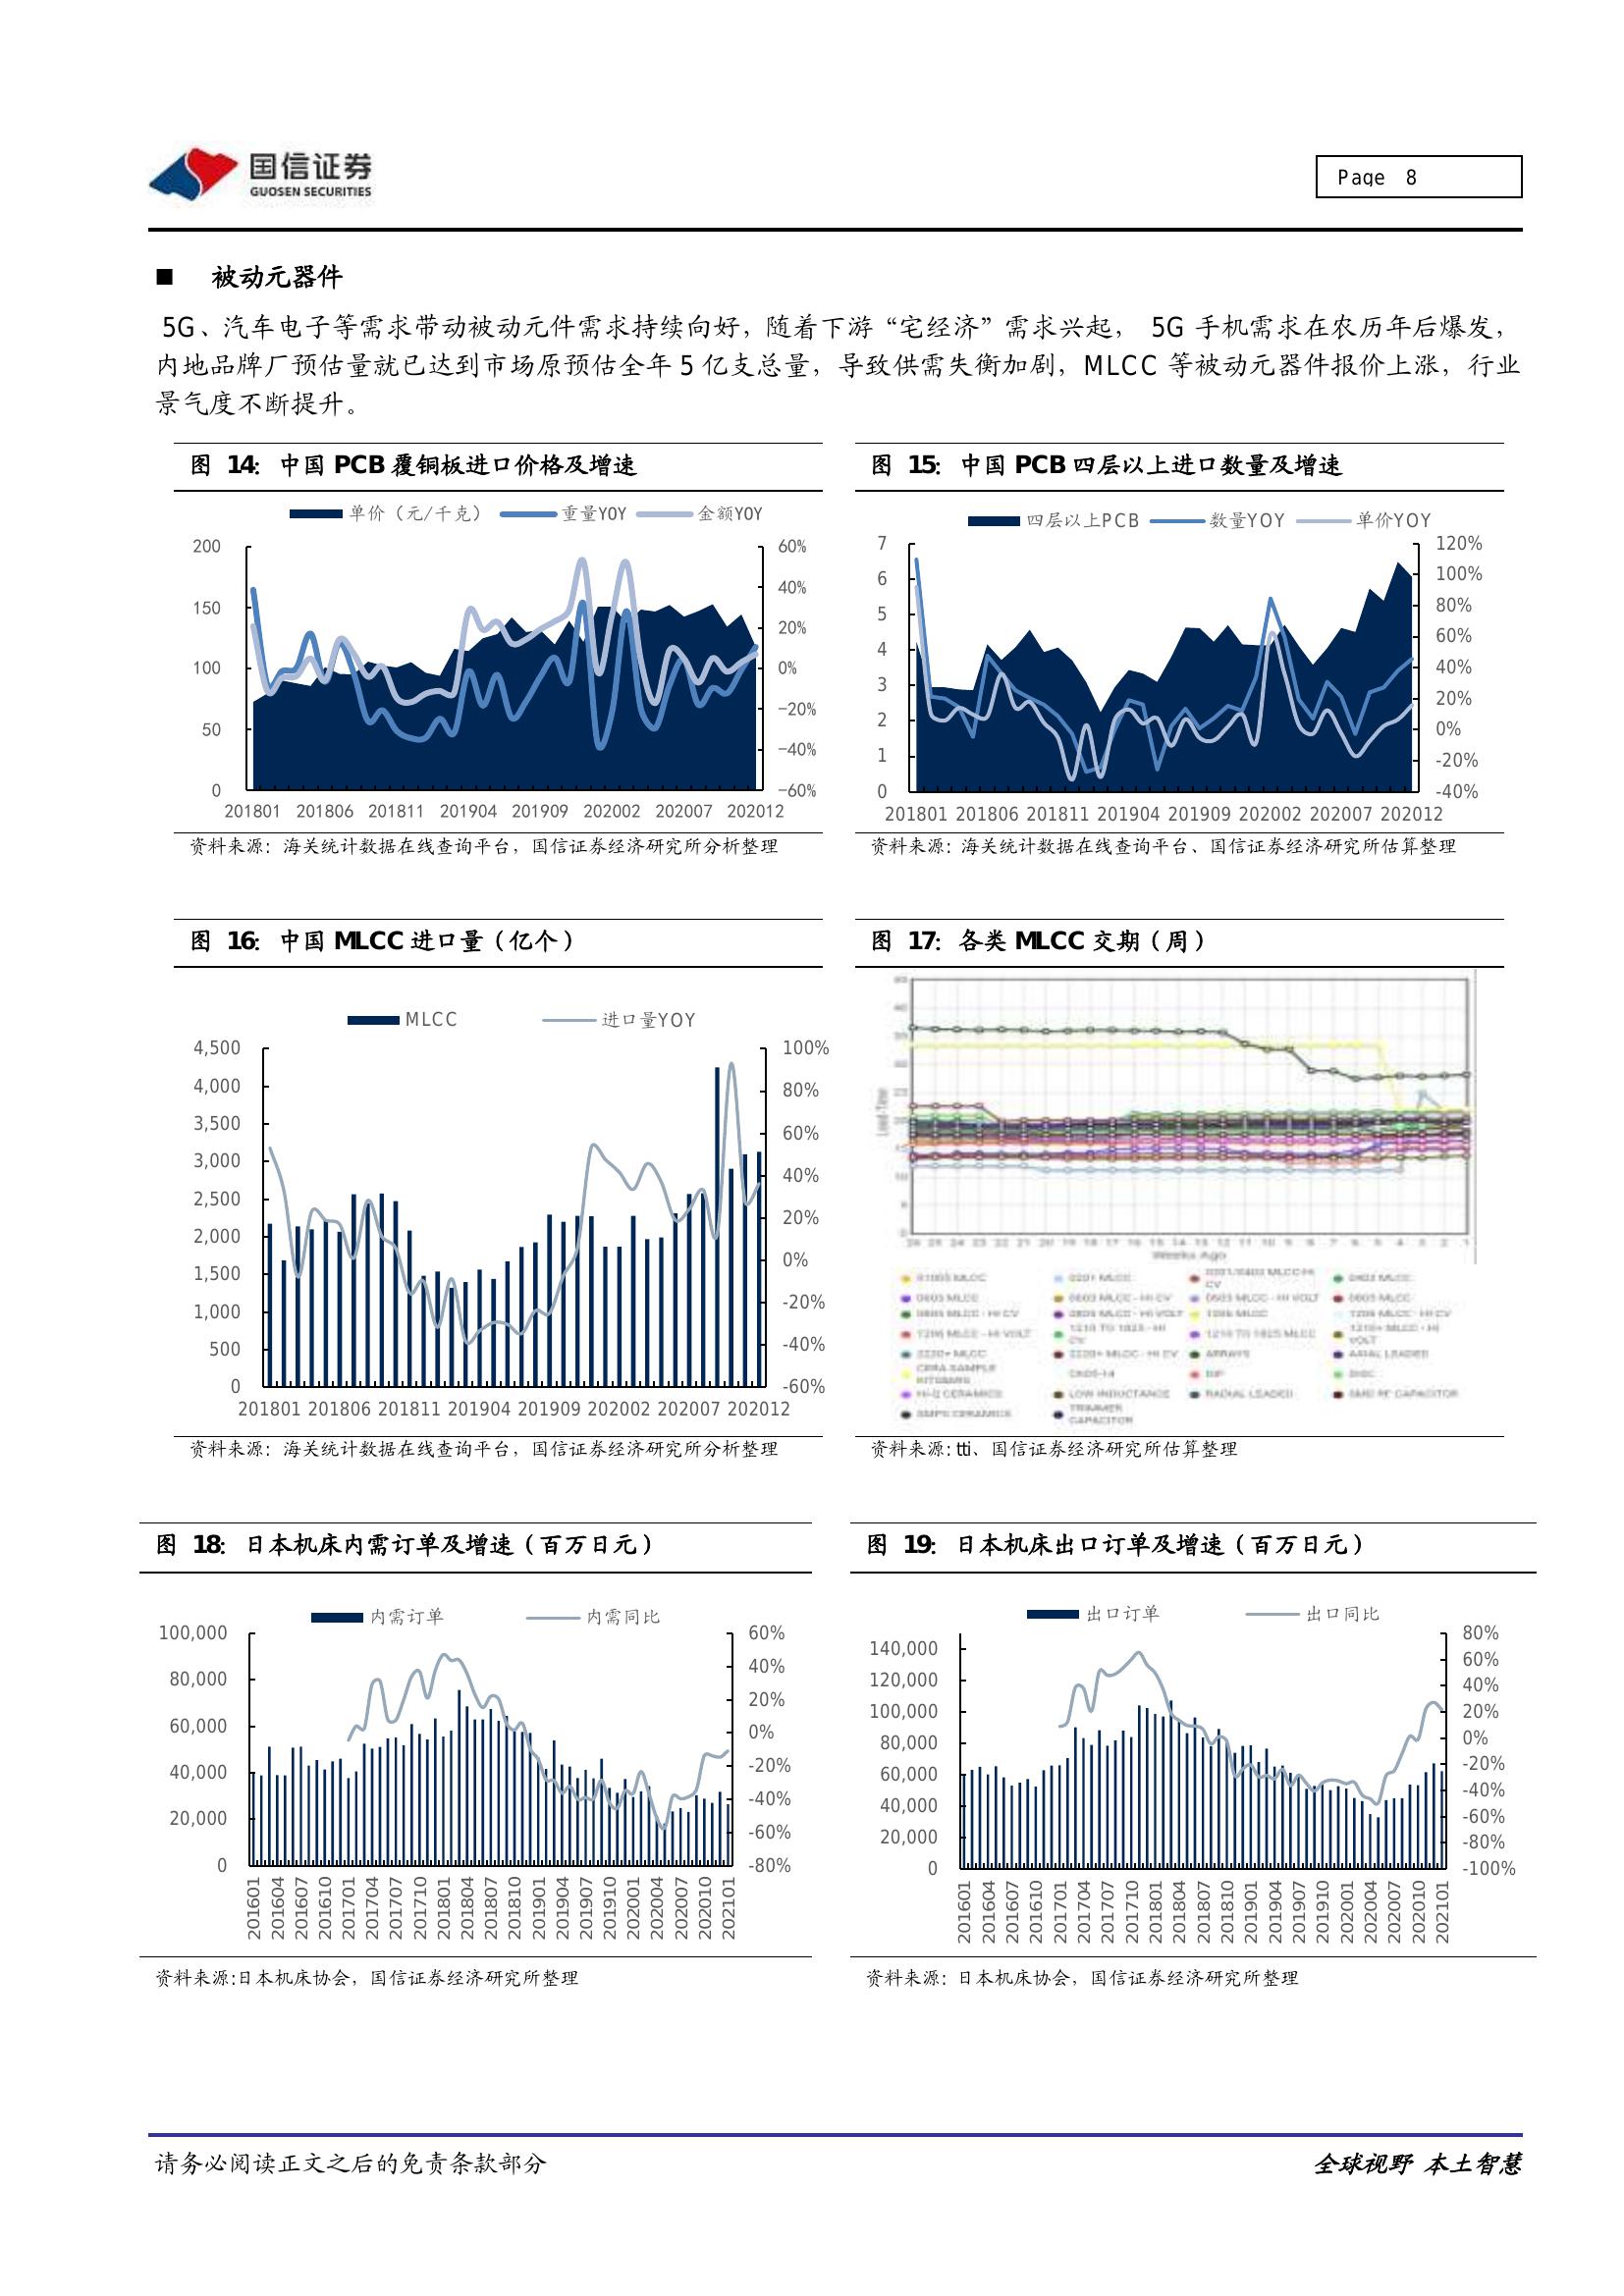 国信证券
GUOSEN SECURITIES
Page 8
■ 被动元器件
5G、汽车电子等需求带动被动元件需求持续向好，随着下游“宅经济”需求兴起， 5G 手机需求在农历年后爆发，
内地品牌厂预估量就已达到市场原预估全年 5 亿支总量，导致供需失衡加剧，MLCC 等被动元器件报价上涨，行业
景气度不断提升。
图 14： 中国 PCB 覆铜板进口价格及增速
单价（元/千克） 重量YOY 金额YOY
200
150
100
50
0
60%
40%
20%
0%
-20%
-40%
-60%
201801 201806 201811 201904 201909 202002 202007 202012
资料来源：海关统计数据在线查询平台，国信证券经济研究所分析整理
图 15： 中国 PCB 四层以上进口数量及增速
四层以上PCB 数量YOY 单价YOY
7
6
5
4
3
2
1
0
120%
100%
80%
60%
40%
20%
0%
-20%
-40%
201801 201806 201811 201904 201909 202002 202007 202012
资料来源：海关统计数据在线查询平台、国信证券经济研究所估算整理
图 16： 中国 MLCC 进口量（亿个）
MLCC 进口量YOY
4,500
4,000
3,500
3,000
2,500
2,000
1,500
1,000
500
0
100%
80%
60%
40%
20%
0%
-20%
-40%
-60%
201801 201806 201811 201904 201909 202002 202007 202012
资料来源：海关统计数据在线查询平台，国信证券经济研究所分析整理
图 17： 各类 MLCC 交期（周）
Weeks Ago
资料来源：tti、国信证券经济研究所估算整理
图 18： 日本机床内需订单及增速（百万日元）
内需订单 内需同比
100,000
80,000
60,000
40,000
20,000
0
60%
40%
20%
0%
-20%
-40%
-60%
-80%
201601 201604 201607 201610 201701 201704 201707 201710 201801 201804 201807 201810 201901 201904 201907 201910 202001 202004 202007 202010 202101
资料来源:日本机床协会，国信证券经济研究所整理
图 19： 日本机床出口订单及增速（百万日元）
出口订单 出口同比
140,000
120,000
100,000
80,000
60,000
40,000
20,000
0
80%
60%
40%
20%
0%
-20%
-40%
-60%
-80%
-100%
201601 201604 201607 201610 201701 201704 201707 201710 201801 201804 201807 201810 201901 201904 201907 201910 202001 202004 202007 202010 202101
资料来源：日本机床协会，国信证券经济研究所整理
请务必阅读正文之后的免责条款部分
全球视野 本土智慧